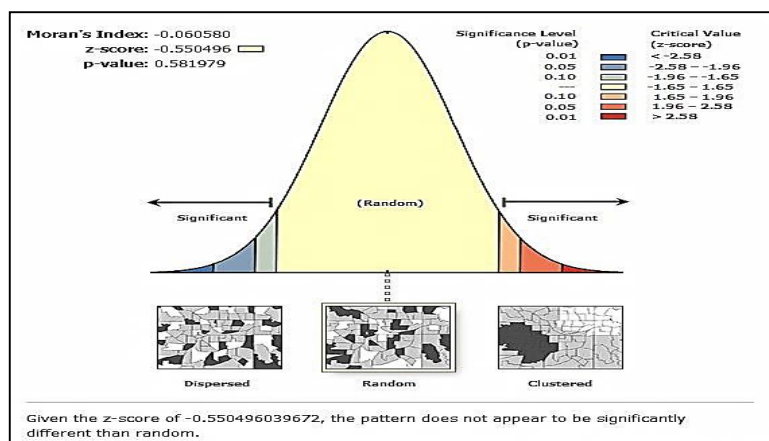 Moran's Index: -0.060580
z-score: -0.550496
p-value: 0.581979
Significance Level
(p-value)
Critical Value
(z-score)
0.01 < -2.58
0.05 -2.58 – -1.96
0.10 -1.96 – -1.65
--- -1.65 – 1.65
0.10 1.65 – 1.96
0.05 1.96 – 2.58
0.01 > 2.58
Significant
(Random)
Significant
Dispersed
Random
Clustered
Given the z-score of -0.550496039672, the pattern does not appear to be significantly
different than random.